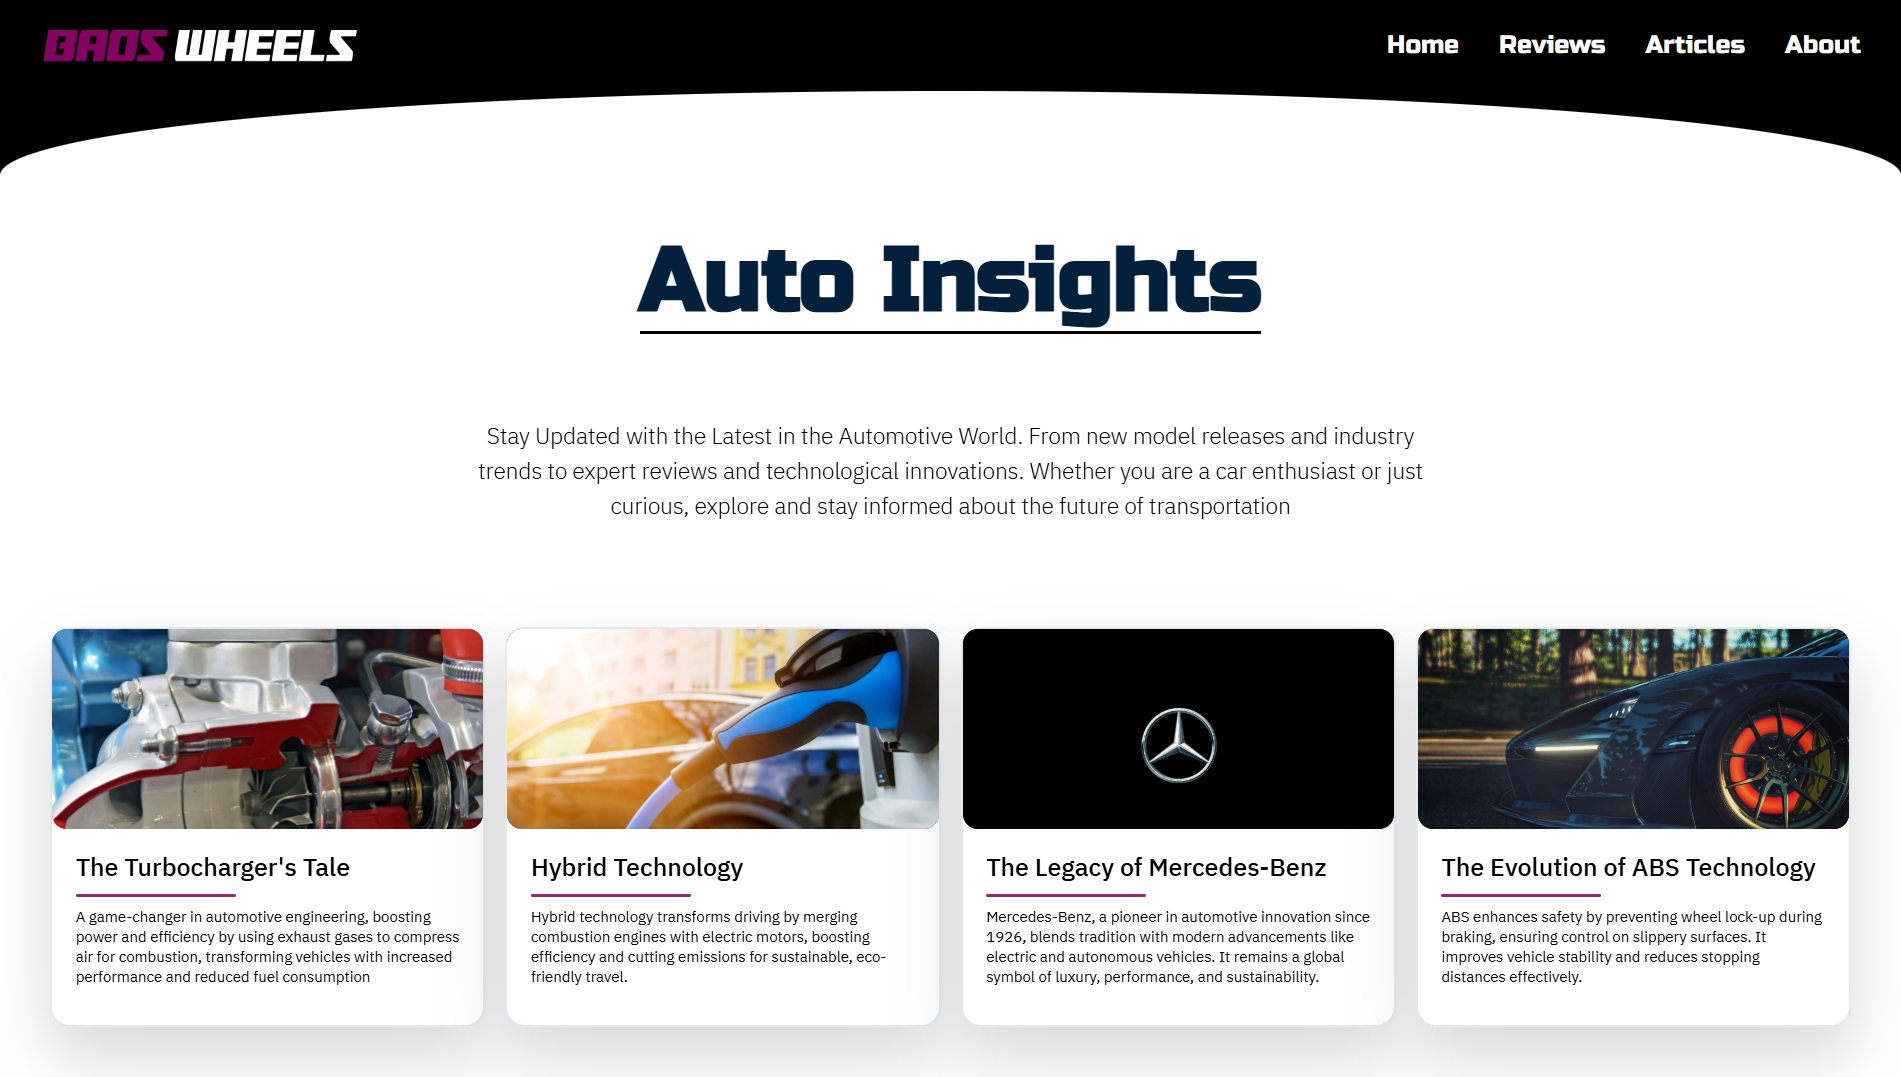 BADS WHEELS
Home Reviews Articles About
Auto Insights
Stay Updated with the Latest in the Automotive World. From new model releases and industry
trends to expert reviews and technological innovations. Whether you are a car enthusiast or just
curious, explore and stay informed about the future of transportation
The Turbocharger's Tale
A game-changer in automotive engineering, boosting
power and efficiency by using exhaust gases to compress
air for combustion, transforming vehicles with increased
performance and reduced fuel consumption
Hybrid Technology
Hybrid technology transforms driving by merging
combustion engines with electric motors, boosting
efficiency and cutting emissions for sustainable, eco-
friendly travel.
The Legacy of Mercedes-Benz
Mercedes-Benz, a pioneer in automotive innovation since
1926, blends tradition with modern advancements like
electric and autonomous vehicles. It remains a global
symbol of luxury, performance, and sustainability.
The Evolution of ABS Technology
ABS enhances safety by preventing wheel lock-up during
braking, ensuring control on slippery surfaces. It
improves vehicle stability and reduces stopping
distances effectively.